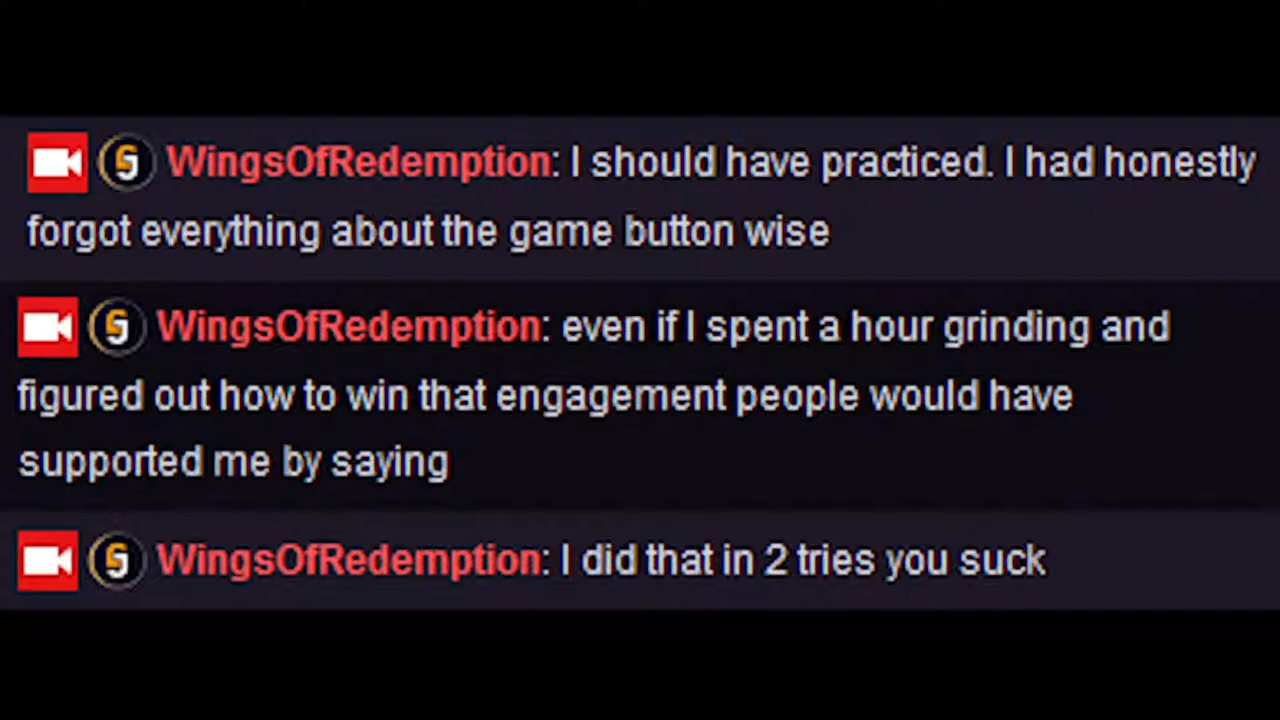 WingsOfRedemption: I should have practiced. I had honestly
forgot everything about the game button wise
WingsOfRedemption: even if I spent a hour grinding and
figured out how to win that engagement people would have
supported me by saying
WingsOfRedemption: I did that in 2 tries you suck